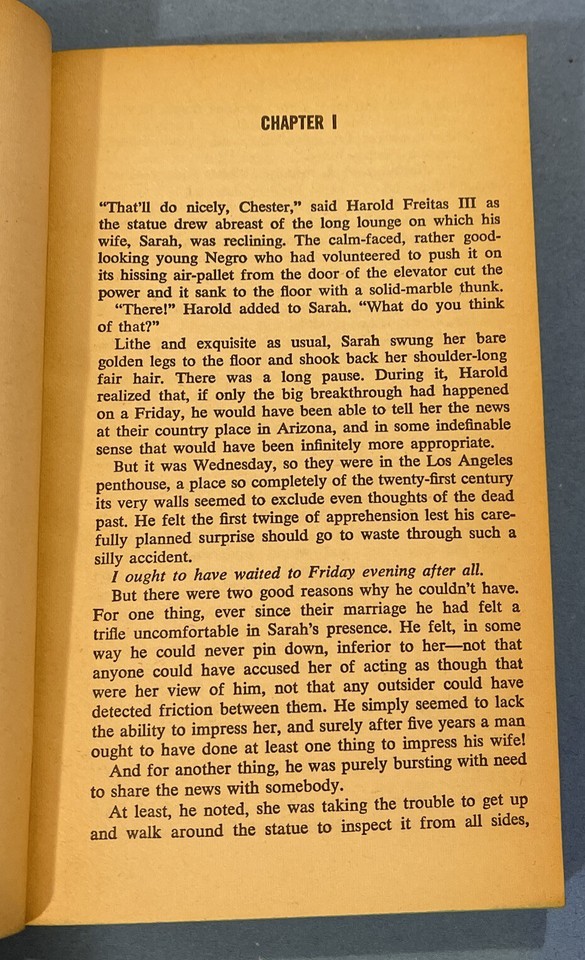 CHAPTER I
“That’ll do nicely, Chester,” said Harold Freitas III as
the statue drew abreast of the long lounge on which his
wife, Sarah, was reclining. The calm-faced, rather good-
looking young Negro who had volunteered to push it on
its hissing air-pallet from the door of the elevator cut the
power and it sank to the floor with a solid-marble thunk.
“There!” Harold added to Sarah. “What do you think
of that?”
Lithe and exquisite as usual, Sarah swung her bare
golden legs to the floor and shook back her shoulder-long
fair hair. There was a long pause. During it, Harold
realized that, if only the big breakthrough had happened
on a Friday, he would have been able to tell her the news
at their country place in Arizona, and in some indefinable
sense that would have been infinitely more appropriate.
But it was Wednesday, so they were in the Los Angeles
penthouse, a place so completely of the twenty-first century
its very walls seemed to exclude even thoughts of the dead
past. He felt the first twinge of apprehension lest his care-
fully planned surprise should go to waste through such a
silly accident.
I ought to have waited to Friday evening after all.
But there were two good reasons why he couldn’t have.
For one thing, ever since their marriage he had felt a
trifle uncomfortable in Sarah’s presence. He felt, in some
way he could never pin down, inferior to her—not that
anyone could have accused her of acting as though that
were her view of him, not that any outsider could have
detected friction between them. He simply seemed to lack
the ability to impress her, and surely after five years a man
ought to have done at least one thing to impress his wife!
And for another thing, he was purely bursting with need
to share the news with somebody.
At least, he noted, she was taking the trouble to get up
and walk around the statue to inspect it from all sides,